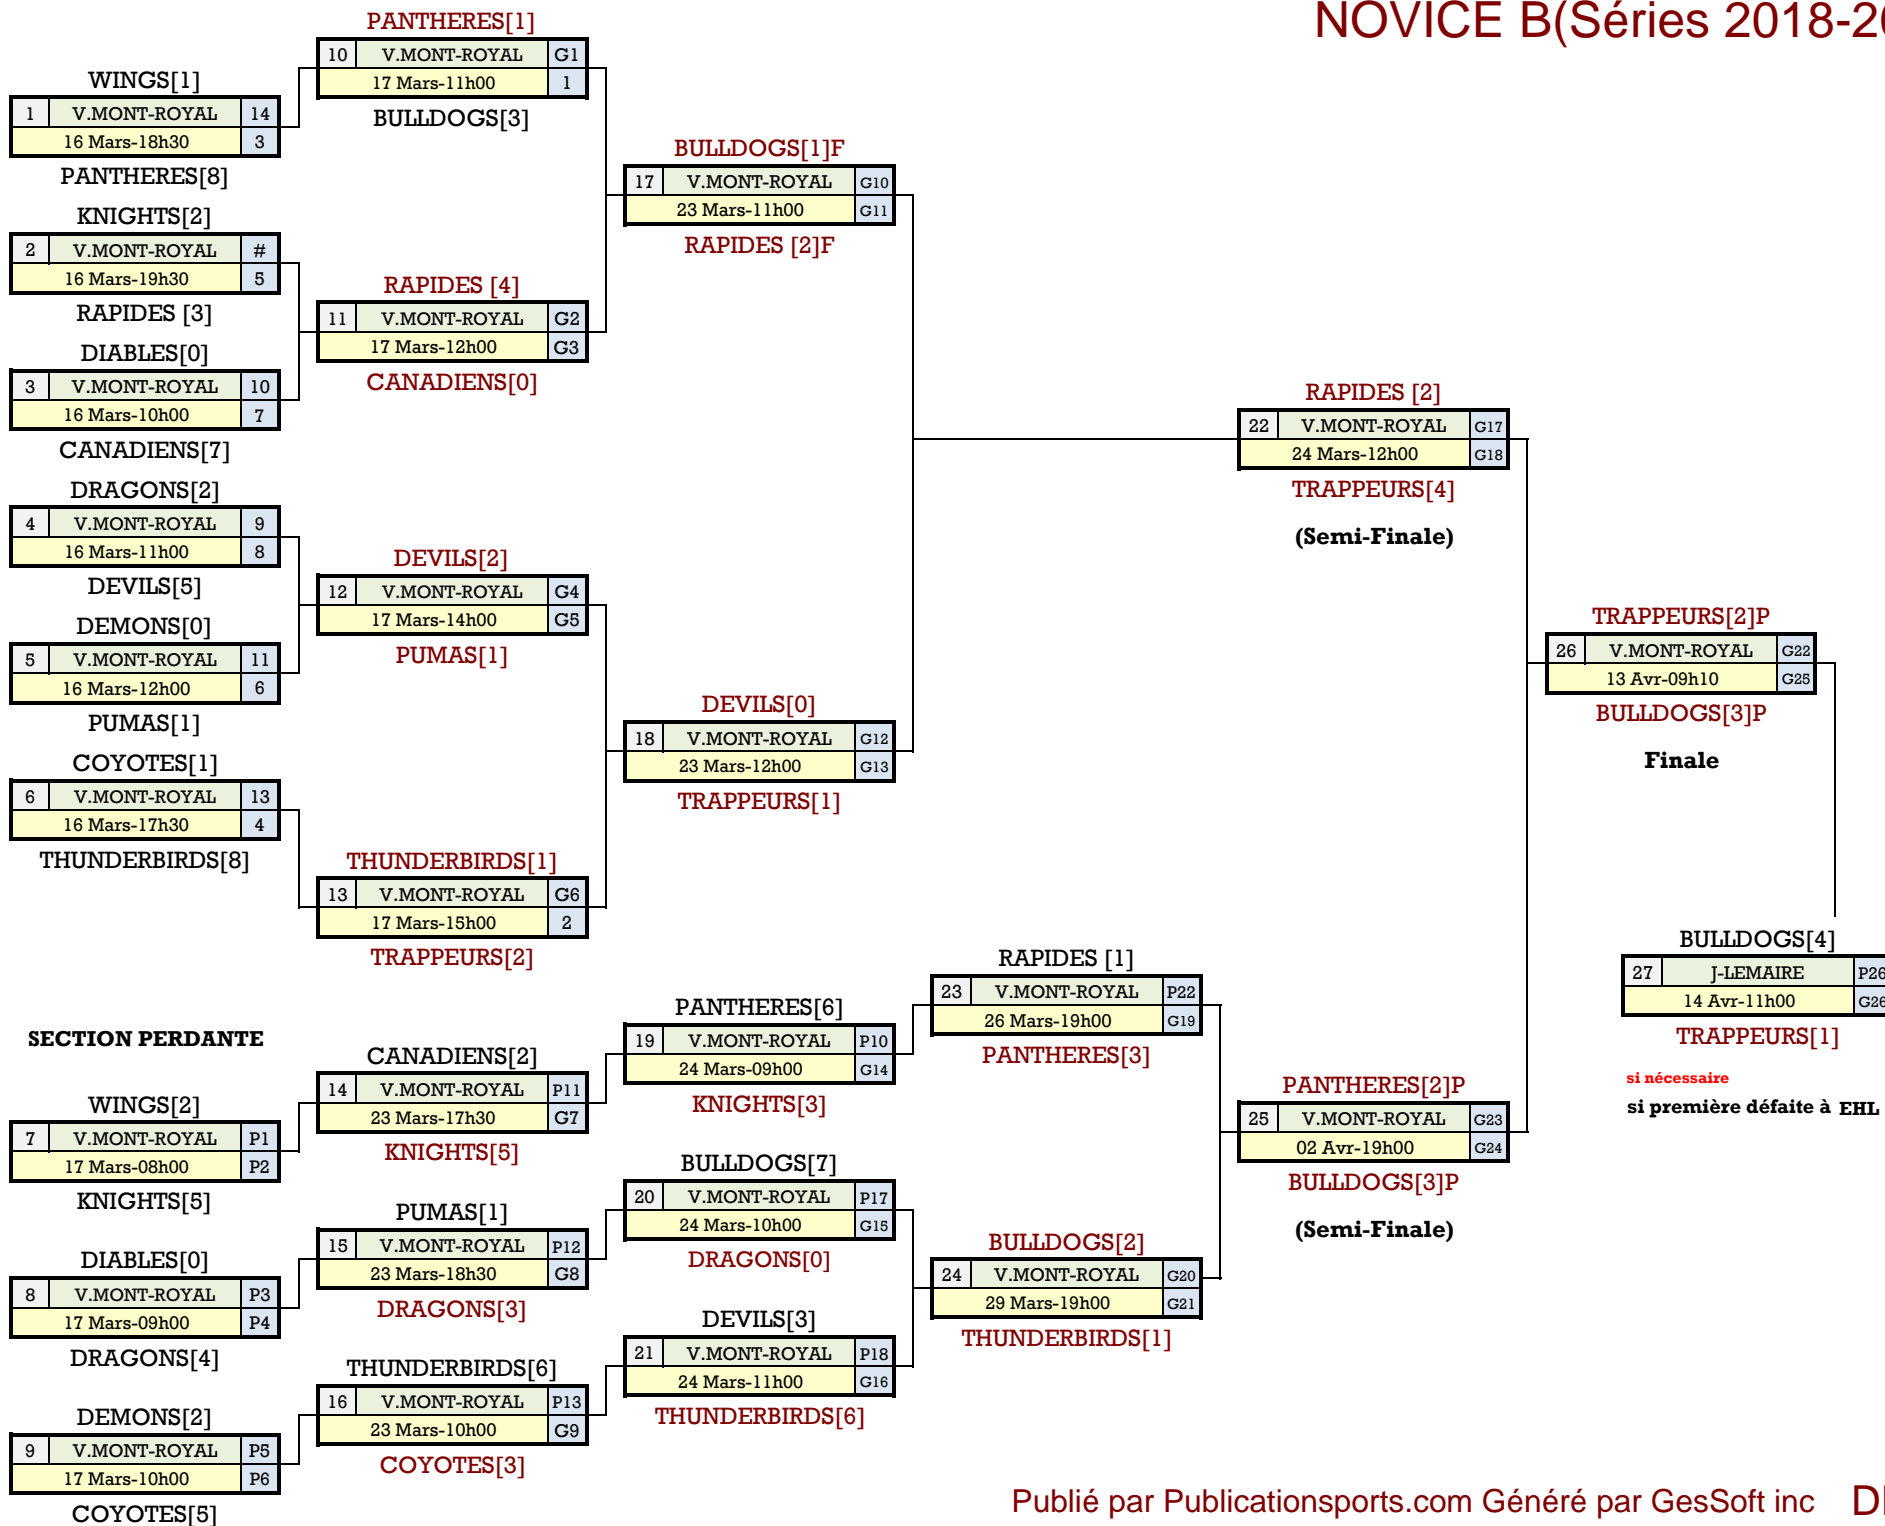 NOVICE B(Séries 2018-20
PANTHERES[1]
10 V.MONT-ROYAL G1
17 Mars-11h00 1
BULLDOGS[3]
WINGS[1]
1 V.MONT-ROYAL 14
16 Mars-18h30 3
PANTHERES[8]
KNIGHTS[2]
2 V.MONT-ROYAL #
16 Mars-19h30 5
RAPIDES [3]
DIABLES[0]
3 V.MONT-ROYAL 10
16 Mars-10h00 7
CANADIENS[7]
DRAGONS[2]
4 V.MONT-ROYAL 9
16 Mars-11h00 8
DEVILS[5]
DEMONS[0]
5 V.MONT-ROYAL 11
16 Mars-12h00 6
PUMAS[1]
COYOTES[1]
6 V.MONT-ROYAL 13
16 Mars-17h30 4
THUNDERBIRDS[8]
RAPIDES [4]
11 V.MONT-ROYAL G2
17 Mars-12h00 G3
CANADIENS[0]
DEVILS[2]
12 V.MONT-ROYAL G4
17 Mars-14h00 G5
PUMAS[1]
THUNDERBIRDS[1]
13 V.MONT-ROYAL G6
17 Mars-15h00 2
TRAPPEURS[2]
BULLDOGS[1]F
17 V.MONT-ROYAL G10
23 Mars-11h00 G11
RAPIDES [2]F
DEVILS[0]
18 V.MONT-ROYAL G12
23 Mars-12h00 G13
TRAPPEURS[1]
RAPIDES [2]
22 V.MONT-ROYAL G17
24 Mars-12h00 G18
TRAPPEURS[4]
(Semi-Finale)
TRAPPEURS[2]P
26 V.MONT-ROYAL G22
13 Avr-09h10 G25
BULLDOGS[3]P
Finale
BULLDOGS[4]
27 J-LEMAIRE P26
14 Avr-11h00 G26
TRAPPEURS[1]
si nécessaire
si première défaite à EHL
SECTION PERDANTE
WINGS[2]
7 V.MONT-ROYAL P1
17 Mars-08h00 P2
KNIGHTS[5]
DIABLES[0]
8 V.MONT-ROYAL P3
17 Mars-09h00 P4
DRAGONS[4]
DEMONS[2]
9 V.MONT-ROYAL P5
17 Mars-10h00 P6
COYOTES[5]
CANADIENS[2]
14 V.MONT-ROYAL P11
23 Mars-17h30 G7
KNIGHTS[5]
PUMAS[1]
15 V.MONT-ROYAL P12
23 Mars-18h30 G8
DRAGONS[3]
THUNDERBIRDS[6]
16 V.MONT-ROYAL P13
23 Mars-10h00 G9
COYOTES[3]
PANTHERES[6]
19 V.MONT-ROYAL P10
24 Mars-09h00 G14
KNIGHTS[3]
BULLDOGS[7]
20 V.MONT-ROYAL P17
24 Mars-10h00 G15
DRAGONS[0]
DEVILS[3]
21 V.MONT-ROYAL P18
24 Mars-11h00 G16
THUNDERBIRDS[6]
RAPIDES [1]
23 V.MONT-ROYAL P22
26 Mars-19h00 G19
PANTHERES[3]
BULLDOGS[2]
24 V.MONT-ROYAL G20
29 Mars-19h00 G21
THUNDERBIRDS[1]
PANTHERES[2]P
25 V.MONT-ROYAL G23
02 Avr-19h00 G24
BULLDOGS[3]P
(Semi-Finale)
Publié par Publicationsports.com Généré par GesSoft inc